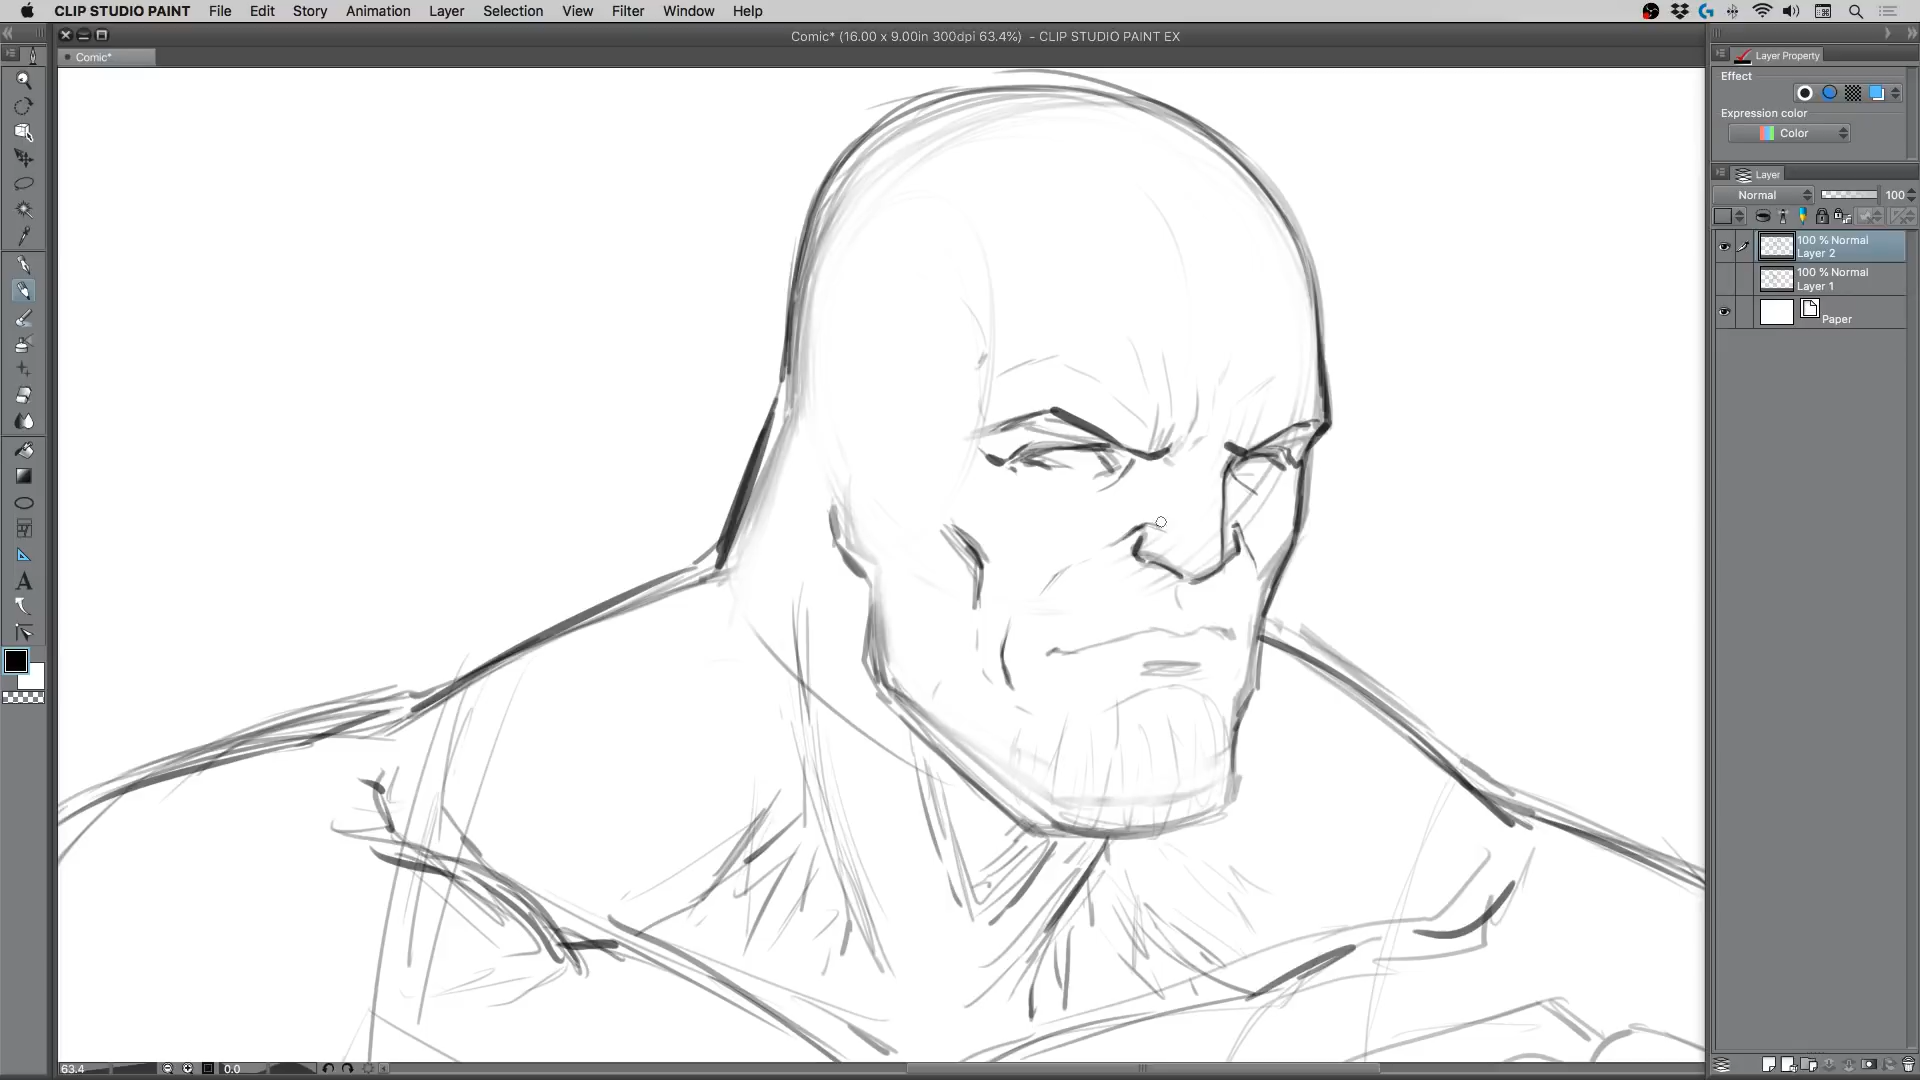 CLIP STUDIO PAINT File Edit Story Animation Layer Selection View Filter Window Help
Comic* (16.00 x 9.00in 300dpi 63.4%) - CLIP STUDIO PAINT EX
Comic*
Layer Property
Effect
Expression color
Color
Layer
Normal 100
100 % Normal
Layer 2
100 % Normal
Layer 1
Paper
A
63.4 0.0